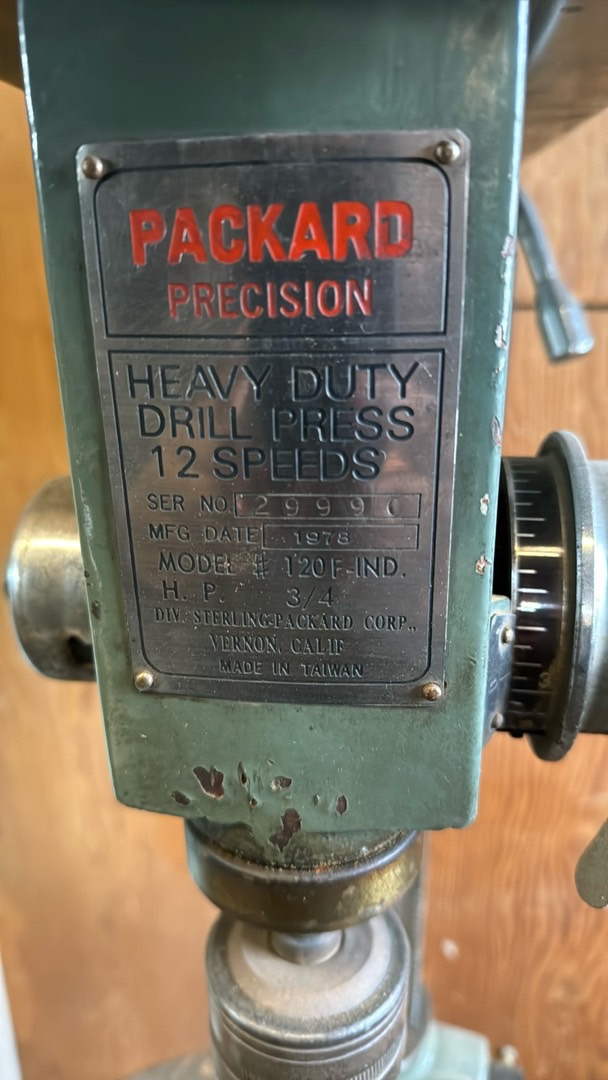 PACKARD
PRECISION
HEAVY DUTY
DRILL PRESS
12 SPEEDS
SER NO.
MFG DATE 1978
MODEL # 120F-IND.
H. P. 3/4
DIV. STERLING-PACKARD CORP.,
VERNON, CALIF
MADE IN TAIWAN